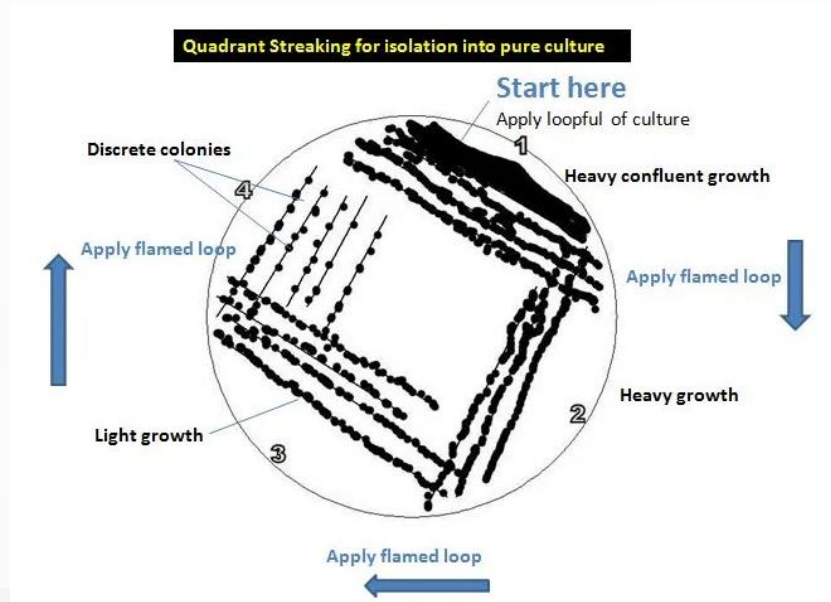 Quadrant Streaking for isolation into pure culture
Start here
Apply loopful of culture
1
Discrete colonies
Heavy confluent growth
4
Apply flamed loop
Apply flamed loop
Heavy growth
2
Light growth
3
Apply flamed loop